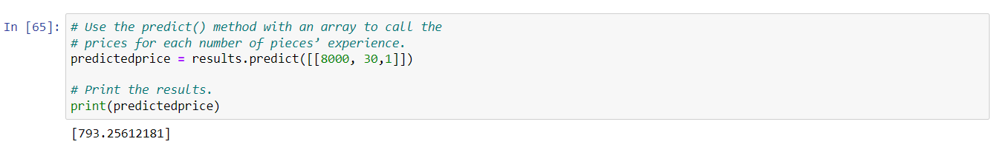 In [65]: # Use the predict() method with an array to call the
# prices for each number of pieces’ experience.
predictedprice = results.predict([[8000, 30,1]])
# Print the results.
print(predictedprice)
[793.25612181]